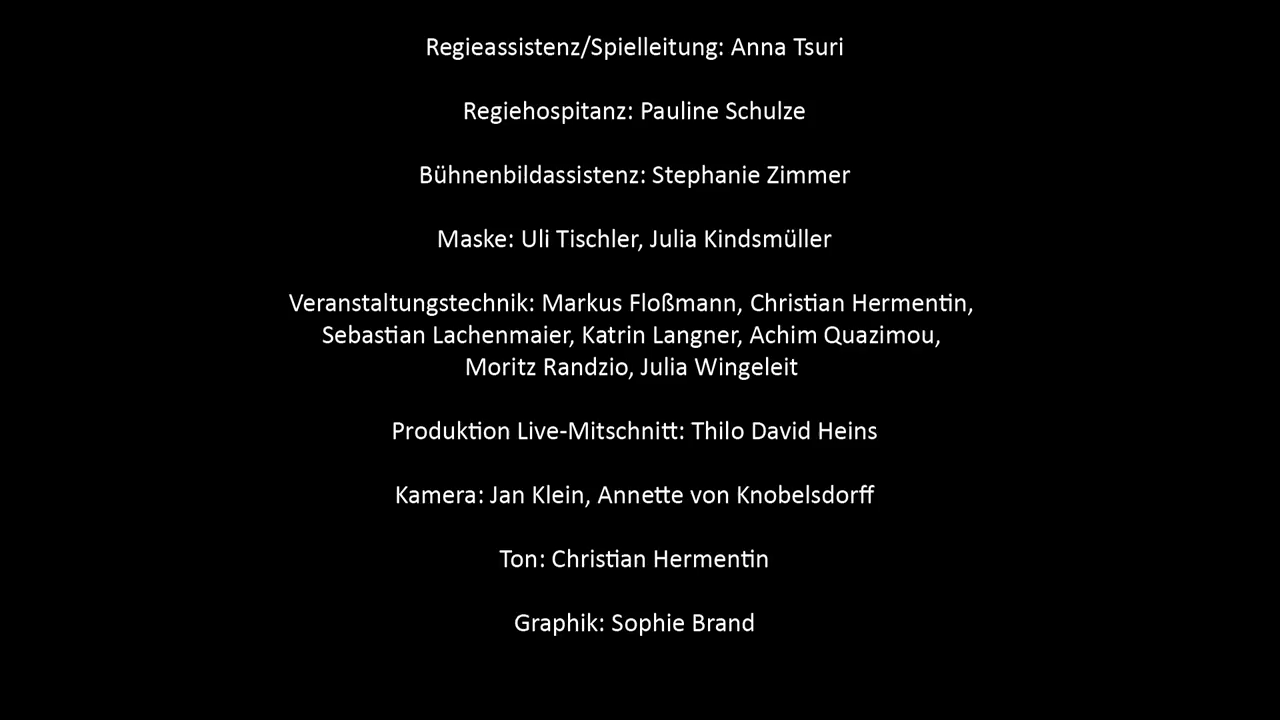 Regieassistenz/Spielleitung: Anna Tsuri
Regiehospitanz: Pauline Schulze
Bühnenbildassistenz: Stephanie Zimmer
Maske: Uli Tischler, Julia Kindsmüller
Veranstaltungstechnik: Markus Floßmann, Christian Hermentin,
Sebastian Lachenmaier, Katrin Langner, Achim Quazimou,
Moritz Randzio, Julia Wingeleit
Produktion Live-Mitschnitt: Thilo David Heins
Kamera: Jan Klein, Annette von Knobelsdorff
Ton: Christian Hermentin
Graphik: Sophie Brand